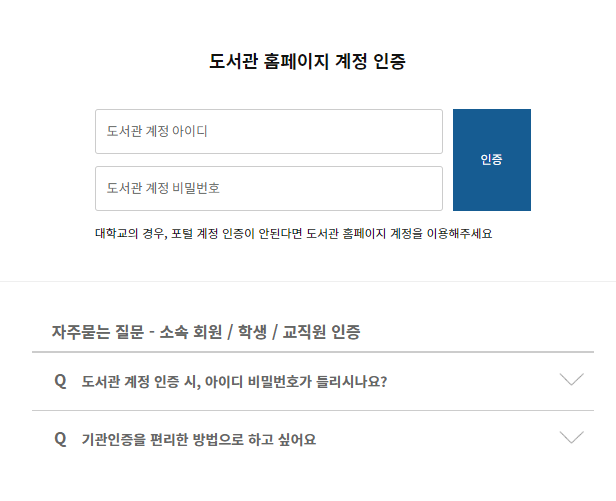 도서관 홈페이지 계정 인증
도서관 계정 아이디
인증
도서관 계정 비밀번호
대학교의 경우, 포털 계정 인증이 안된다면 도서관 홈페이지 계정을 이용해주세요
자주묻는 질문 - 소속 회원 / 학생 / 교직원 인증
Q 도서관 계정 인증 시, 아이디 비밀번호가 틀리시나요?
Q 기관인증을 편리한 방법으로 하고 싶어요